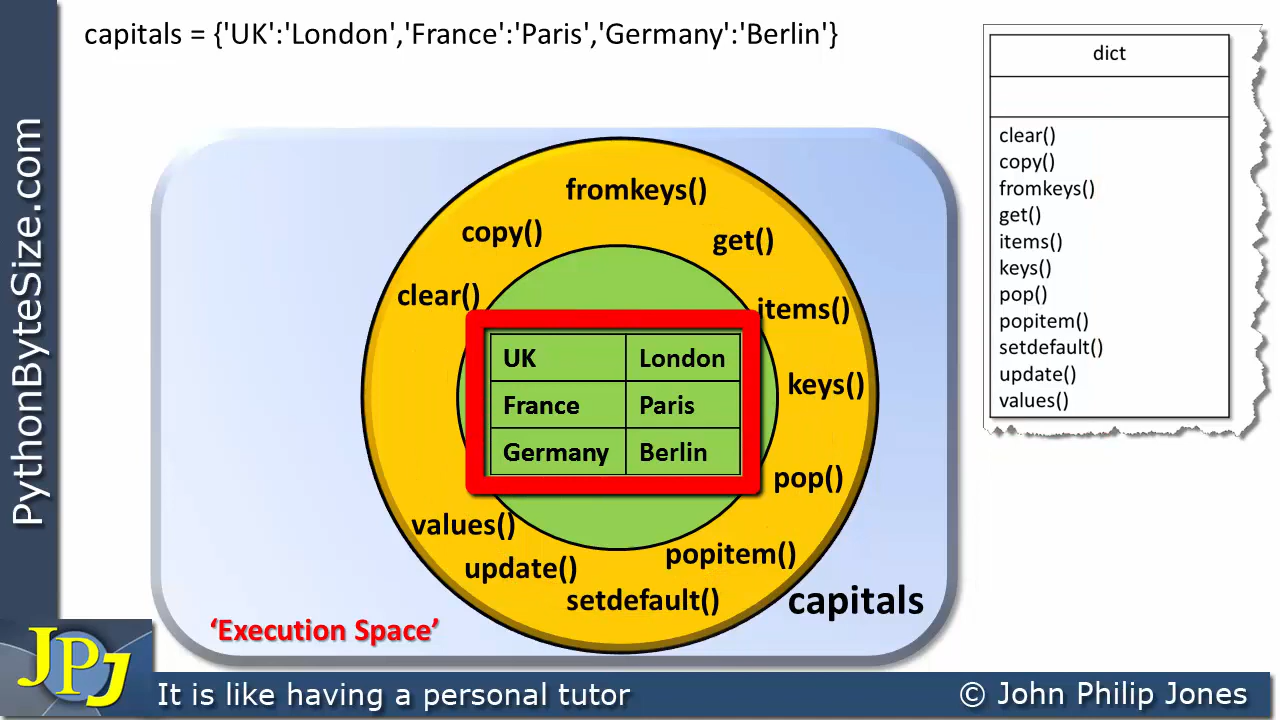 capitals = {'UK':'London','France':'Paris','Germany':'Berlin'}
dict
clear()
copy()
fromkeys()
get()
items()
keys()
pop()
popitem()
setdefault()
update()
values()
fromkeys()
copy()
get()
clear()
items()
UK London
France Paris
Germany Berlin
keys()
pop()
values()
popitem()
update()
setdefault()
capitals
‘Execution Space’
PythonByteSize.com
JPJ
It is like having a personal tutor
© John Philip Jones